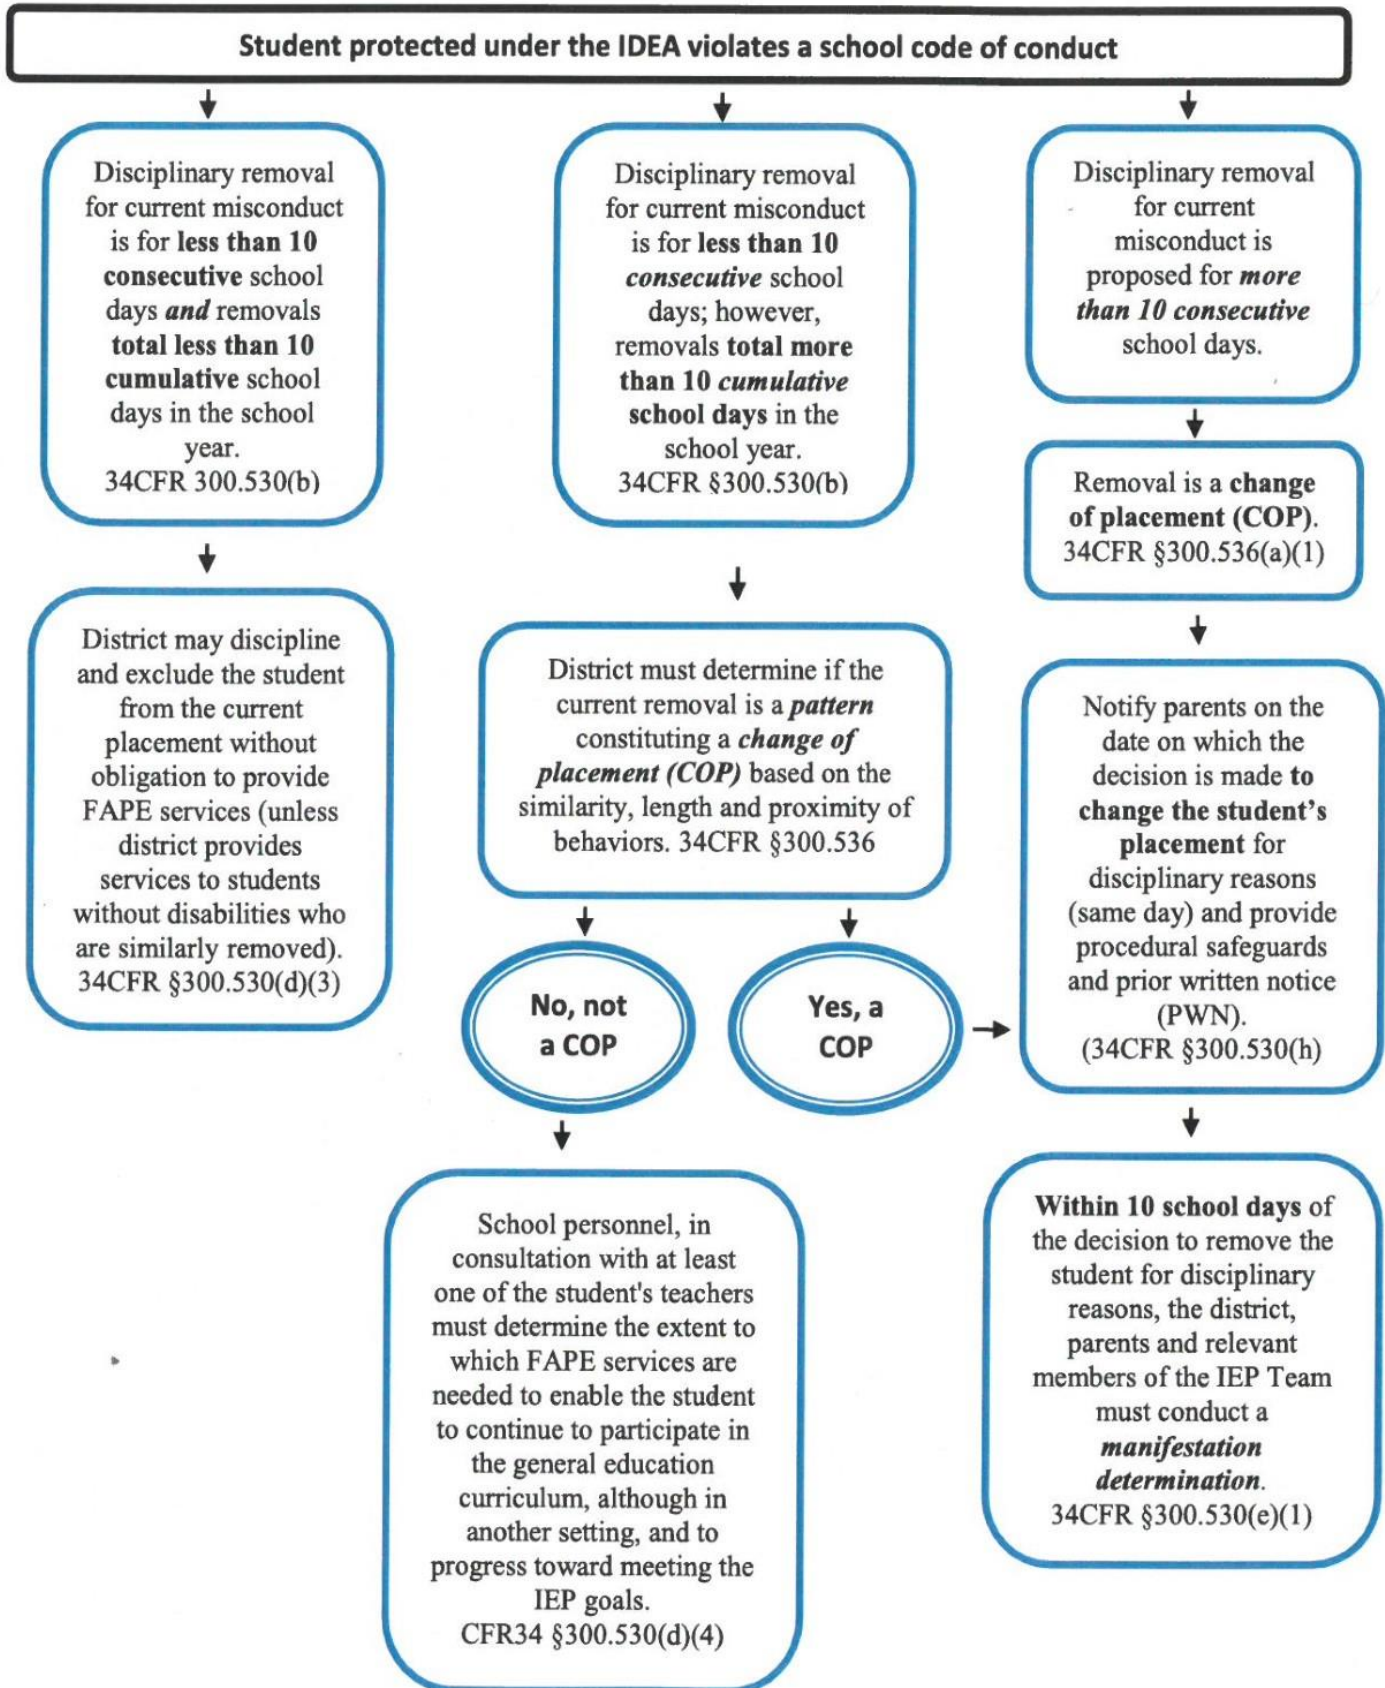 Student protected under the IDEA violates a school code of conduct
Disciplinary removal
for current misconduct
is for less than 10
consecutive school
days and removals
total less than 10
cumulative school
days in the school
year.
34CFR 300.530(b)
District may discipline
and exclude the student
from the current
placement without
obligation to provide
FAPE services (unless
district provides
services to students
without disabilities who
are similarly removed).
34CFR §300.530(d)(3)
Disciplinary removal
for current misconduct
is for less than 10
consecutive school
days; however,
removals total more
than 10 cumulative
school days in the
school year.
34CFR §300.530(b)
District must determine if the
current removal is a pattern
constituting a change of
placement (COP) based on the
similarity, length and proximity of
behaviors. 34CFR §300.536
No, not
a COP
Yes, a
COP
School personnel, in
consultation with at least
one of the student's teachers
must determine the extent to
which FAPE services are
needed to enable the student
to continue to participate in
the general education
curriculum, although in
another setting, and to
progress toward meeting the
IEP goals.
CFR34 §300.530(d)(4)
Disciplinary removal
for current
misconduct is
proposed for more
than 10 consecutive
school days.
Removal is a change
of placement (COP).
34CFR §300.536(a)(1)
Notify parents on the
date on which the
decision is made to
change the student’s
placement for
disciplinary reasons
(same day) and provide
procedural safeguards
and prior written notice
(PWN).
(34CFR §300.530(h)
Within 10 school days of
the decision to remove the
student for disciplinary
reasons, the district,
parents and relevant
members of the IEP Team
must conduct a
manifestation
determination.
34CFR §300.530(e)(1)